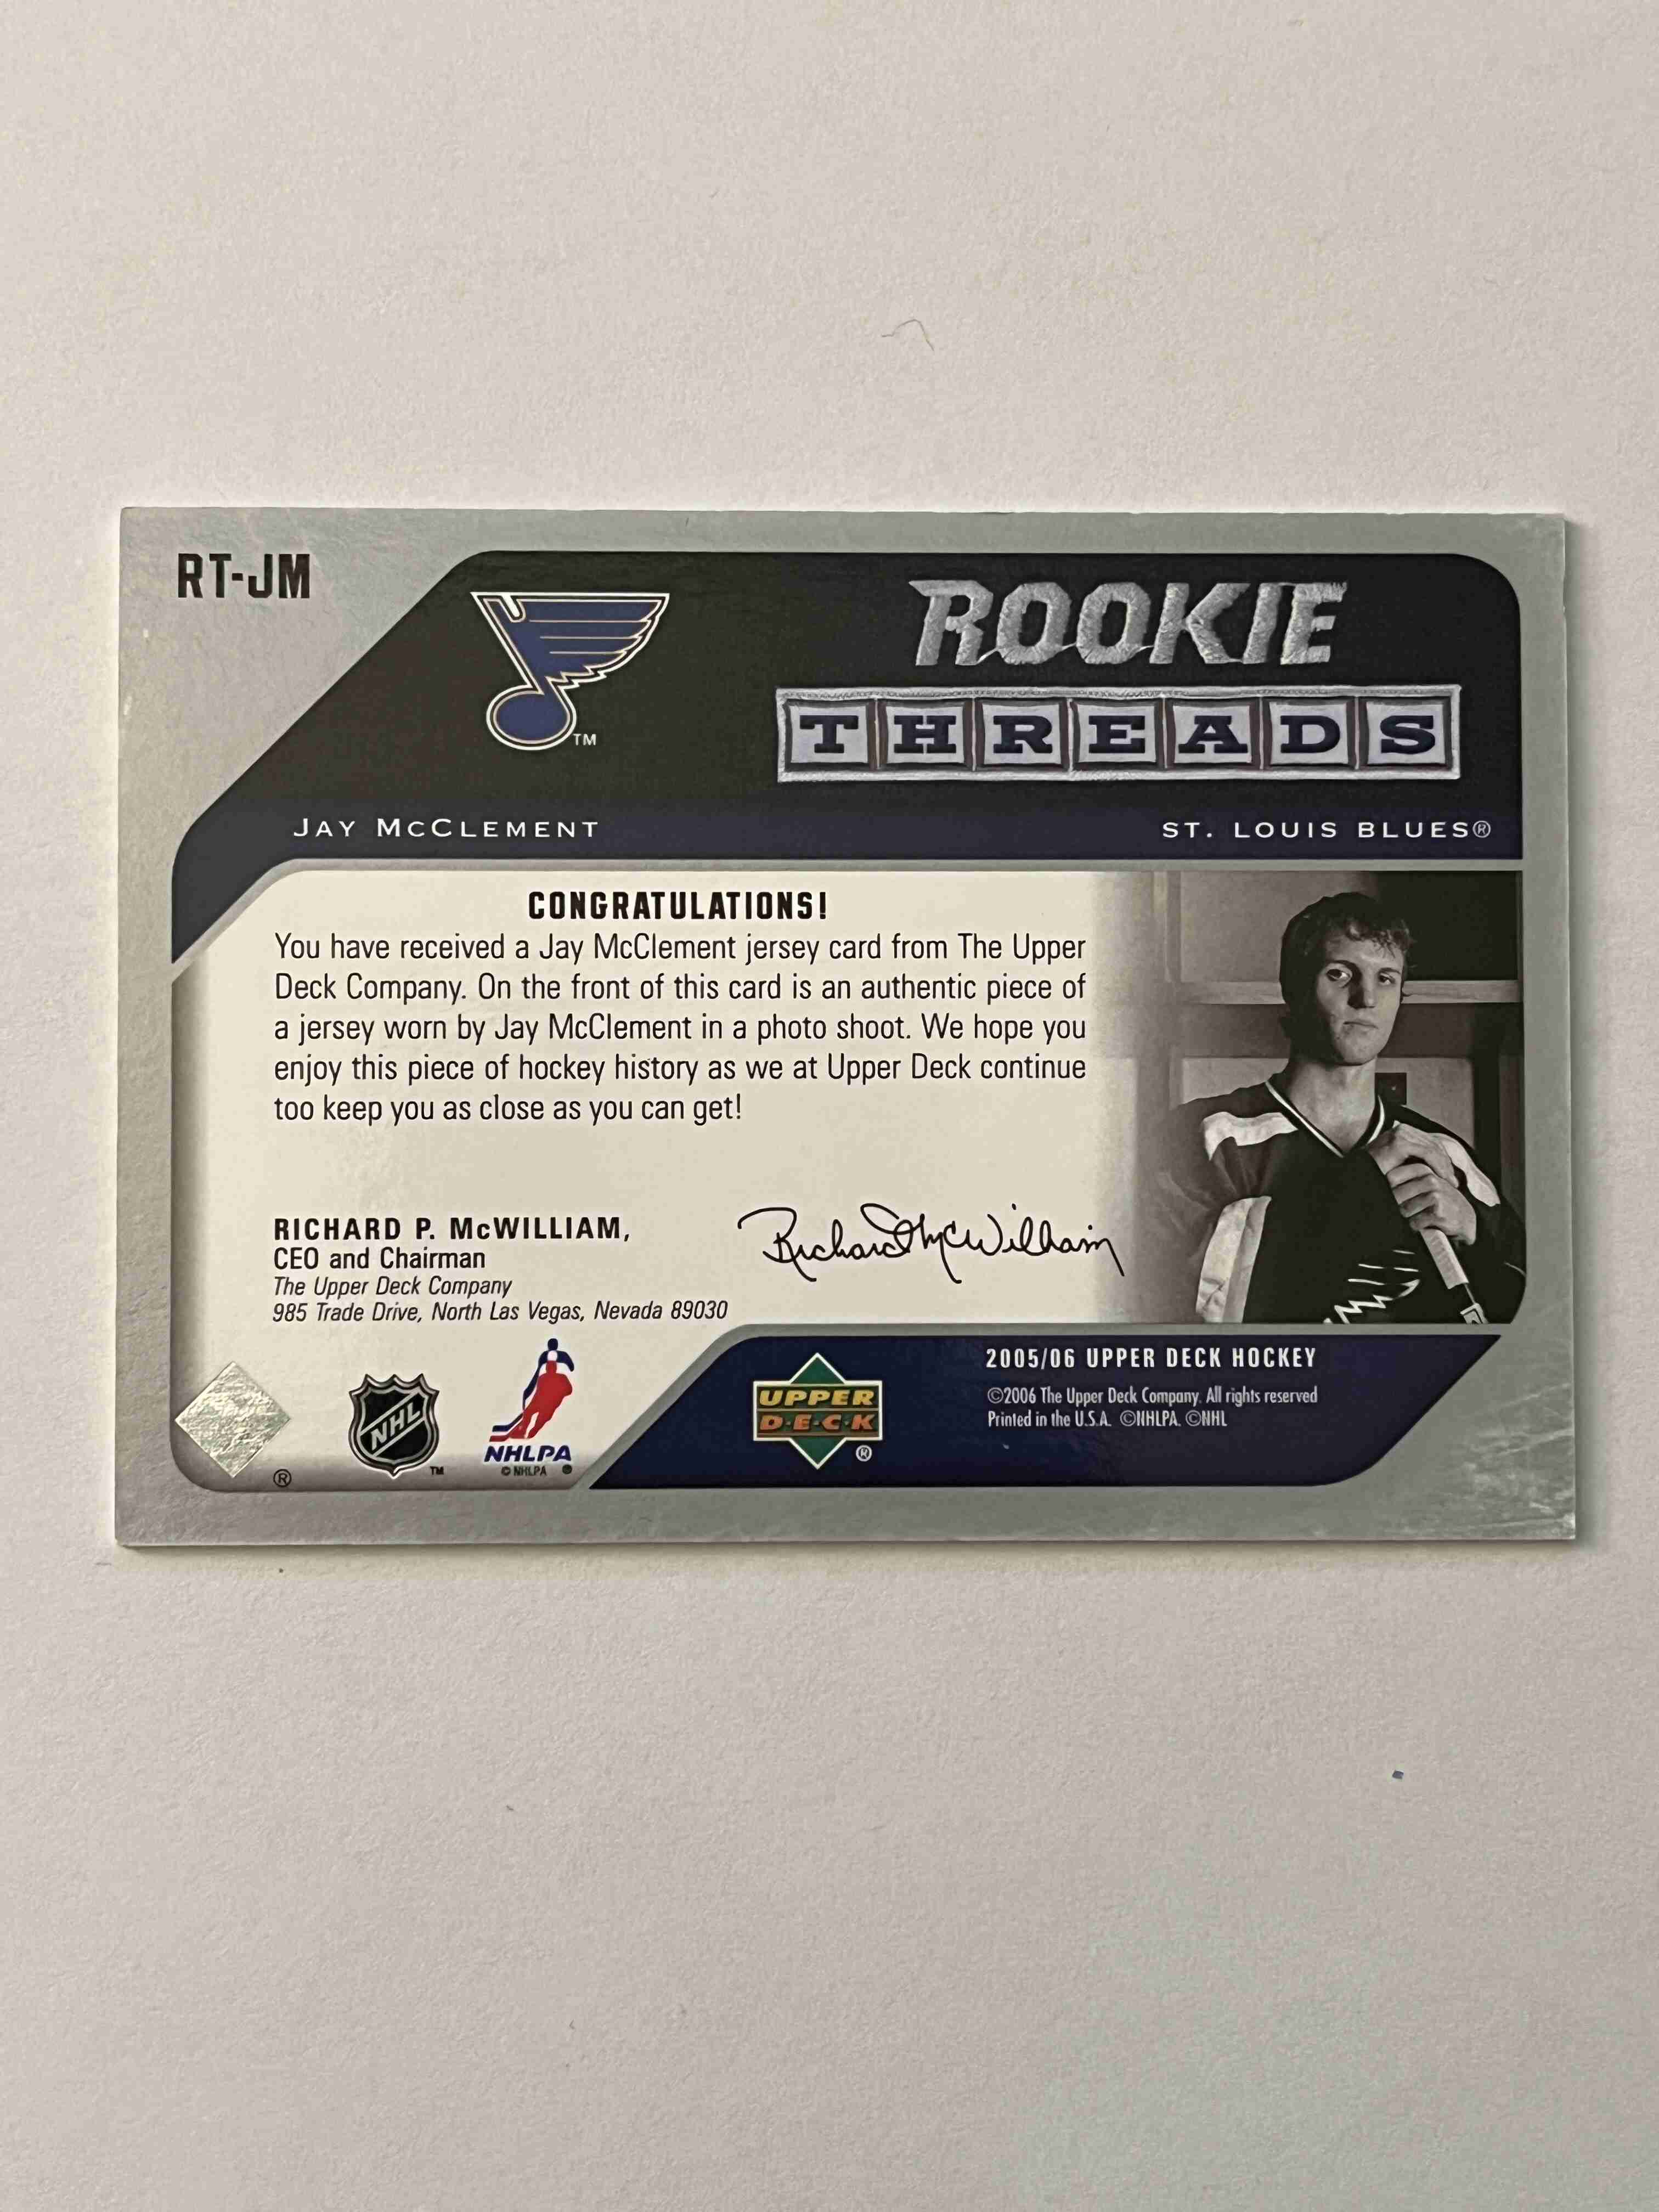 RT-JM
ROOKIE
THREADS
TM
JAY McCLEMENT
ST. LOUIS BLUES®
CONGRATULATIONS!
You have received a Jay McClement jersey card from The Upper
Deck Company. On the front of this card is an authentic piece of
a jersey worn by Jay McClement in a photo shoot. We hope you
enjoy this piece of hockey history as we at Upper Deck continue
too keep you as close as you can get!
RICHARD P. McWILLIAM,
CEO and Chairman
The Upper Deck Company
985 Trade Drive, North Las Vegas, Nevada 89030
Richard P McWilliam
®
NHL
TM
NHLPA
© NHLPA ®
UPPER
D·E·C·K
®
2005/06 UPPER DECK HOCKEY
©2006 The Upper Deck Company. All rights reserved
Printed in the U.S.A. ©NHLPA. ©NHL